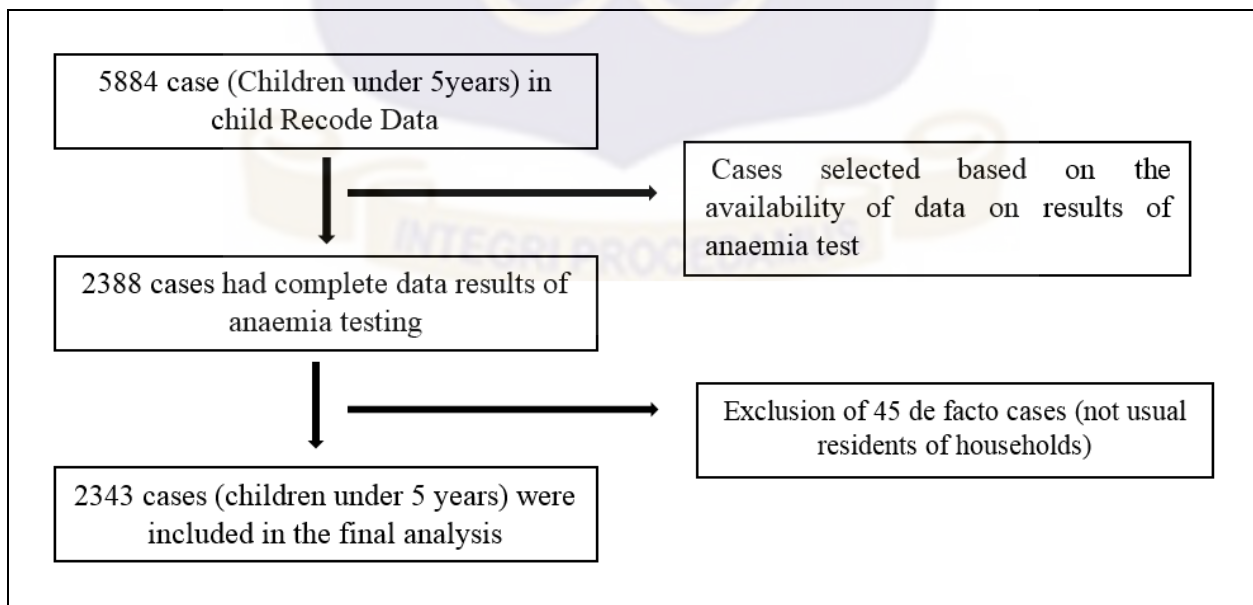 5884 case (Children under 5years) in
child Recode Data
Cases selected based on the
availability of data on results of
anaemia test
INTEGRI PROCEDAMUS
2388 cases had complete data results of
anaemia testing
Exclusion of 45 de facto cases (not usual
residents of households)
2343 cases (children under 5 years) were
included in the final analysis